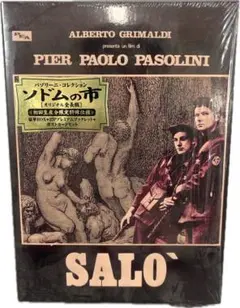 ALBERTO GRIMALDI
presenta un film di
PIER PAOLO PASOLINI
パゾリーニ・コレクション
ソドムの市
［オリジナル全長版］
SALO`